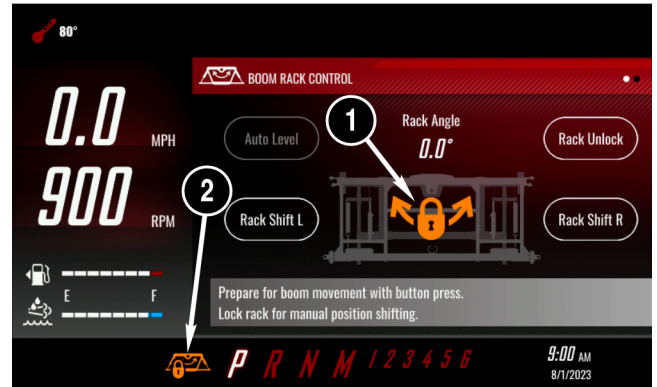 80°
BOOM RACK CONTROL
0.0 MPH
900 RPM
1
Rack Angle
0.0°
Auto Level
Rack Unlock
2
Rack Shift L
Rack Shift R
E F
Prepare for boom movement with button press.
Lock rack for manual position shifting.
P R N M 1 2 3 4 5 6
9:00 AM
8/1/2023